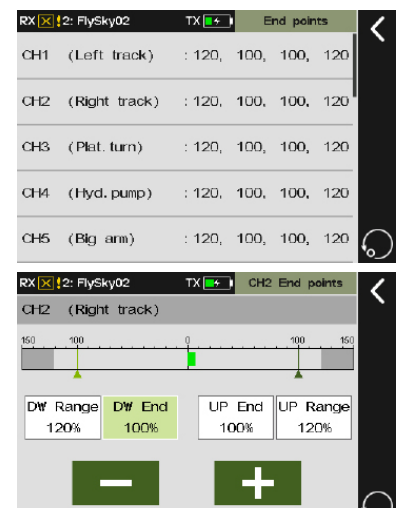 RX 2: FlySky02 TX End points
CH1 (Left track) : 120, 100, 100, 120
CH2 (Right track) : 120, 100, 100, 120
CH3 (Plat. turn) : 120, 100, 100, 120
CH4 (Hyd. pump) : 120, 100, 100, 120
CH5 (Big arm) : 120, 100, 100, 120
RX 2: FlySky02 TX CH2 End points
CH2 (Right track)
150 100 0 100 150
DW Range DW End UP End UP Range
120% 100% 100% 120%